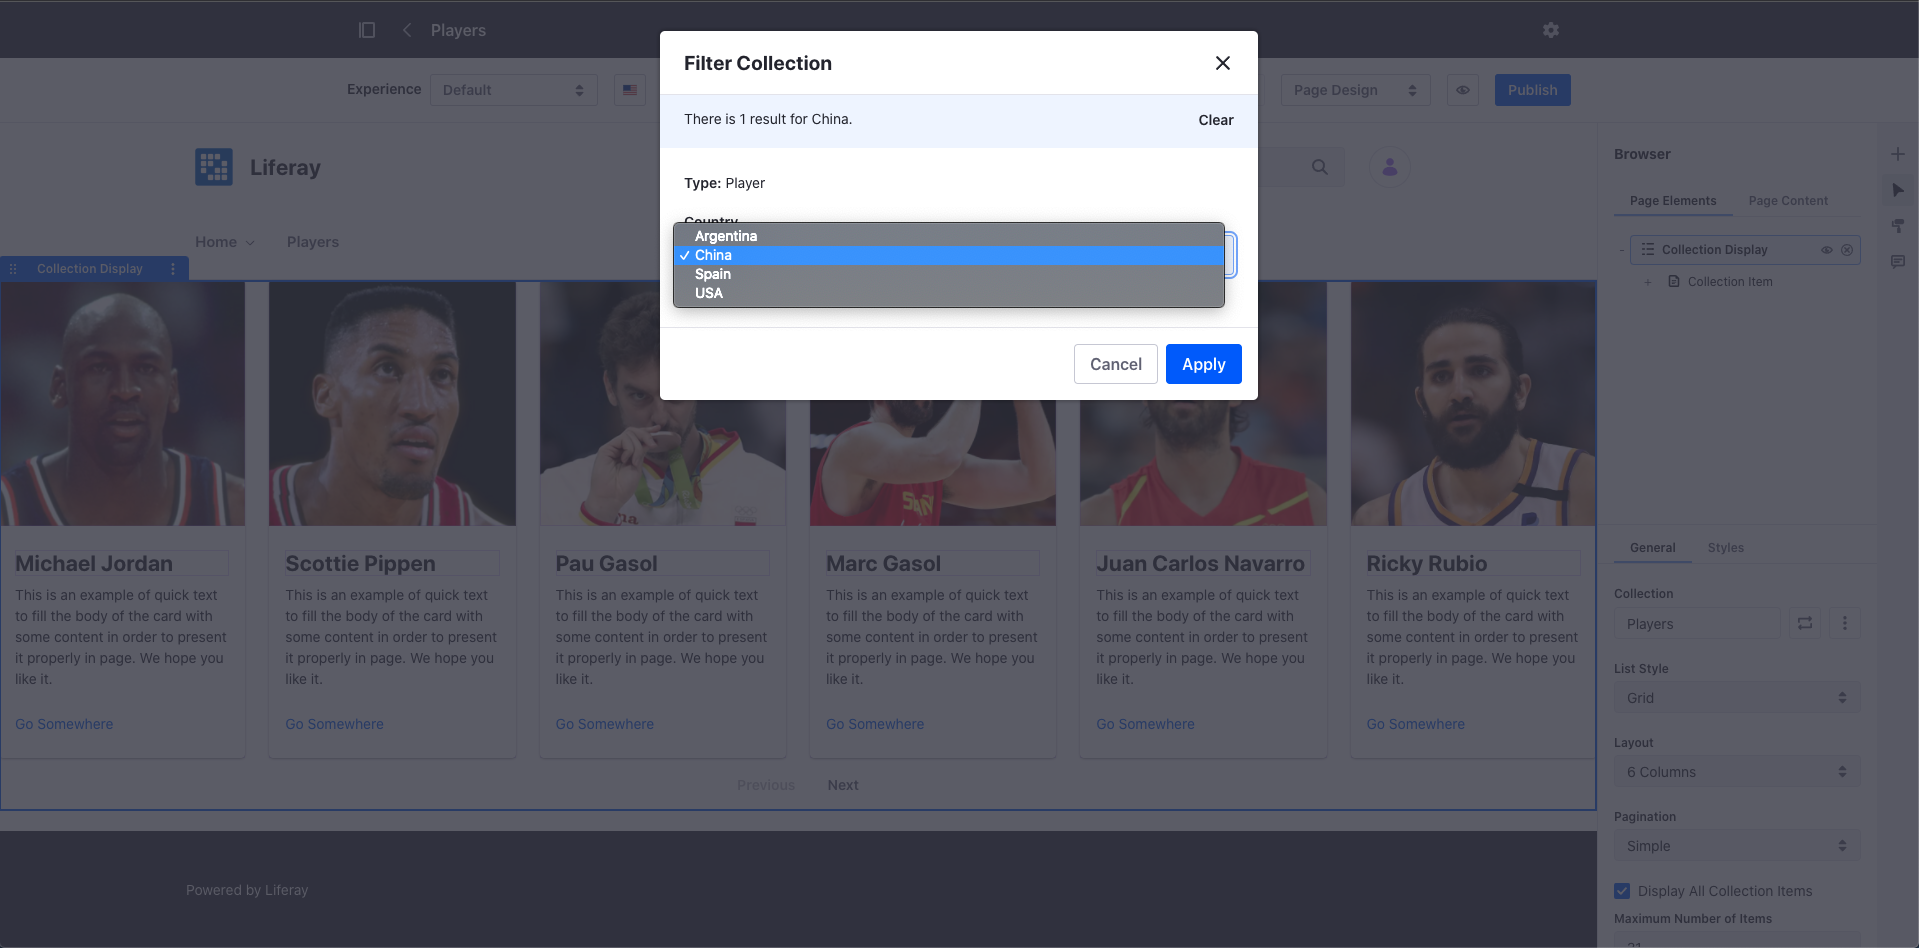 Players
Filter Collection
Experience
Default
Page Design
Publish
There is 1 result for China.
Clear
Liferay
Type: Player
Country
Argentina
China
Spain
USA
Cancel
Apply
Home
Players
Collection Display
Michael Jordan
This is an example of quick text
to fill the body of the card with
some content in order to present
it properly in page. We hope you
like it.
Go Somewhere
Scottie Pippen
This is an example of quick text
to fill the body of the card with
some content in order to present
it properly in page. We hope you
like it.
Go Somewhere
Pau Gasol
This is an example of quick text
to fill the body of the card with
some content in order to present
it properly in page. We hope you
like it.
Go Somewhere
Marc Gasol
This is an example of quick text
to fill the body of the card with
some content in order to present
it properly in page. We hope you
like it.
Go Somewhere
Juan Carlos Navarro
This is an example of quick text
to fill the body of the card with
some content in order to present
it properly in page. We hope you
like it.
Go Somewhere
Ricky Rubio
This is an example of quick text
to fill the body of the card with
some content in order to present
it properly in page. We hope you
like it.
Go Somewhere
Previous
Next
Powered by Liferay
Browser
Page Elements
Page Content
Collection Display
Collection Item
General
Styles
Collection
Players
List Style
Grid
Layout
6 Columns
Pagination
Simple
Display All Collection Items
Maximum Number of Items